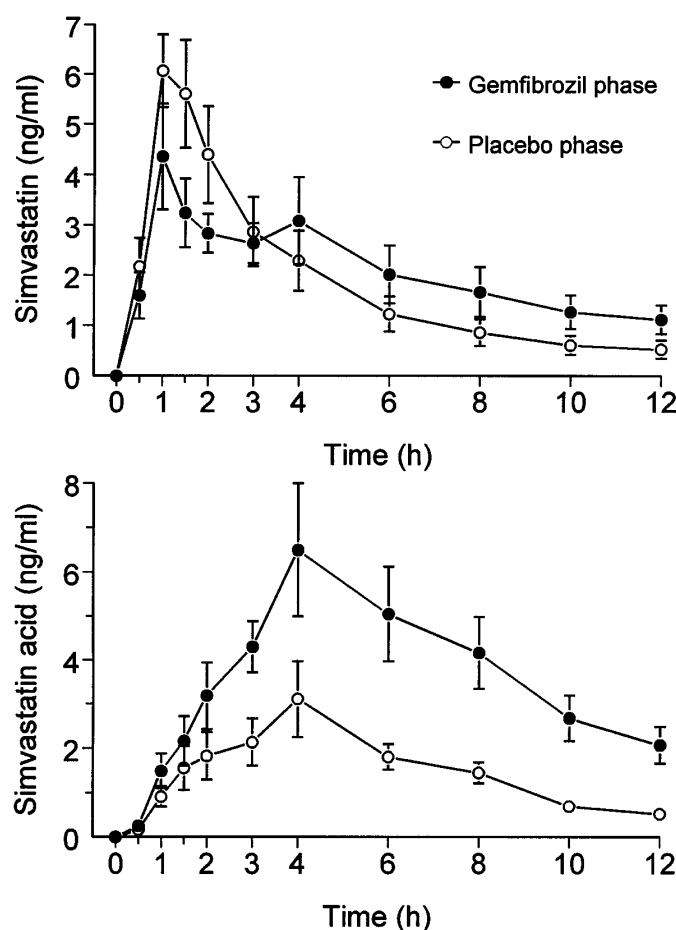 7
6
5
4
3
2
1
0
Simvastatin (ng/ml)
Gemfibrozil phase
Placebo phase
0 1 2 3 4 6 8 10 12
Time (h)
8
6
4
2
0
Simvastatin acid (ng/ml)
0 1 2 3 4 6 8 10 12
Time (h)